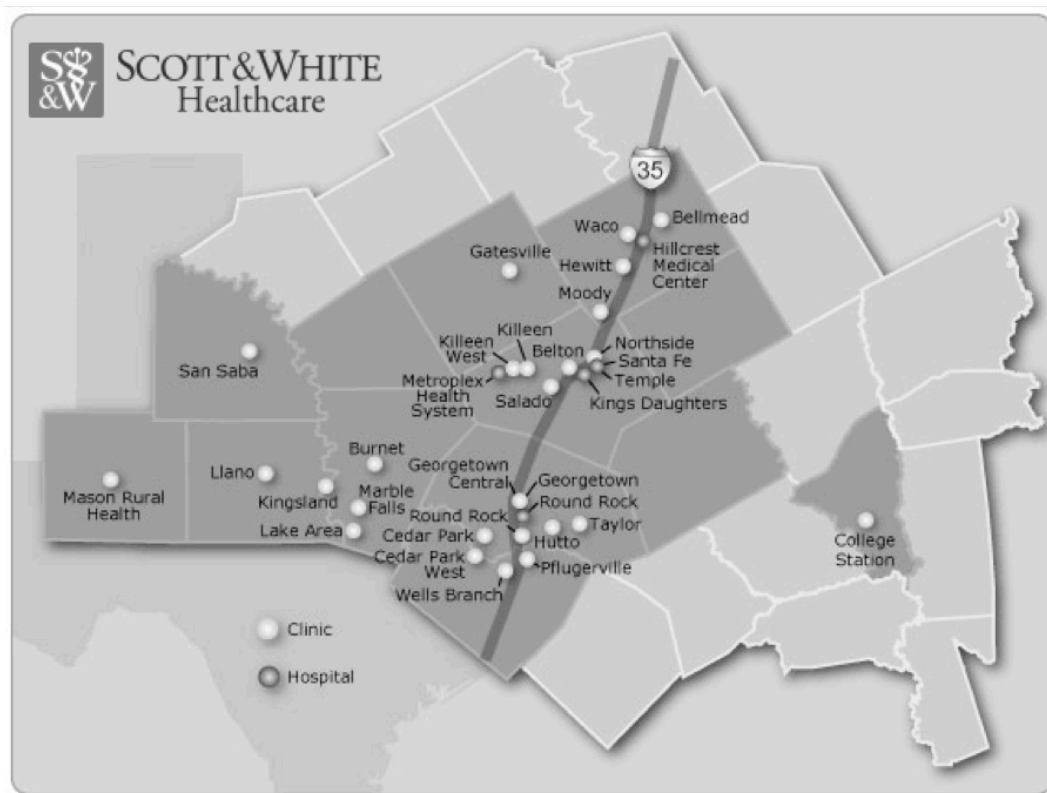 S&W
SCOTT & WHITE
Healthcare
35
Bellmead
Waco
Hillcrest
Medical
Center
Gatesville
Hewitt
Moody
Killeen
Killeen
West
Belton
Northside
Santa Fe
Temple
Kings Daughters
Metroplex
Health
System
Salado
San Saba
Mason Rural
Health
Llano
Kingsland
Burnet
Marble
Falls
Lake Area
Georgetown
Central
Georgetown
Round Rock
Round Rock
Cedar Park
Cedar Park
West
Hutto
Taylor
Pflugerville
Wells Branch
College
Station
Clinic
Hospital